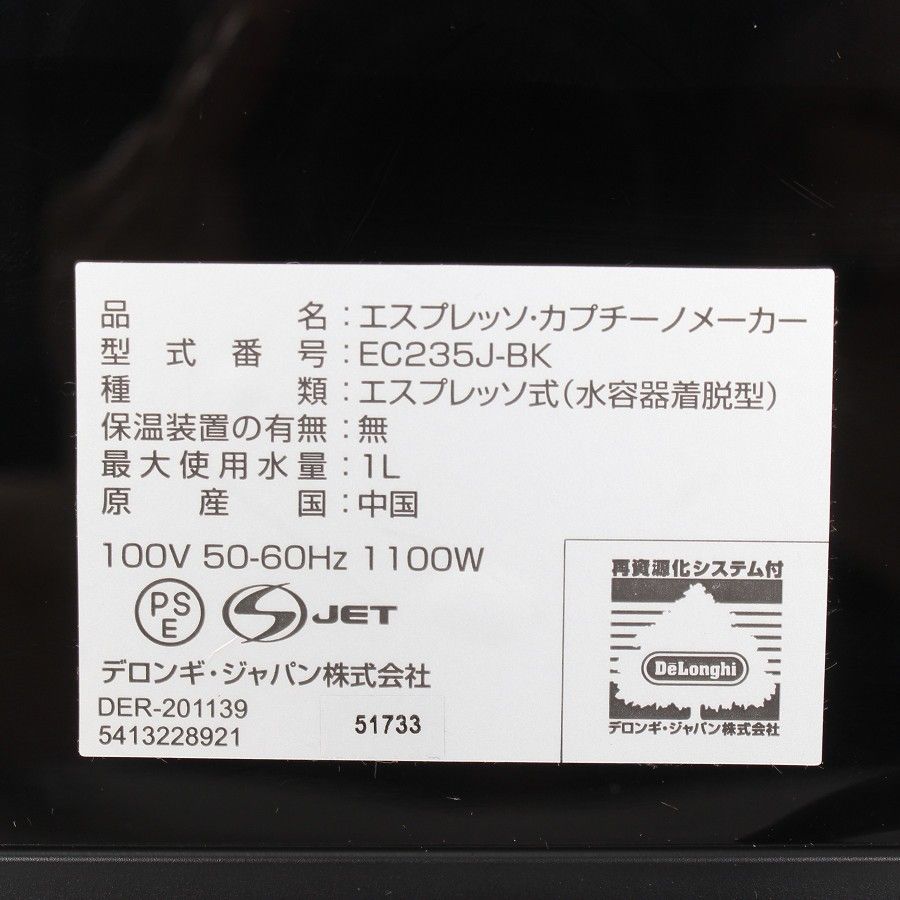 品名：エスプレッソ・カプチーノメーカー
型式番号：EC235J-BK
種類：エスプレッソ式（水容器着脱型）
保温装置の有無：無
最大使用水量：1L
原産国：中国
100V 50-60Hz 1100W
PS
E
S JET
デロンギ・ジャパン株式会社
DER-201139
5413228921
51733
再資源化システム付
DeLonghi
デロンギ・ジャパン株式会社